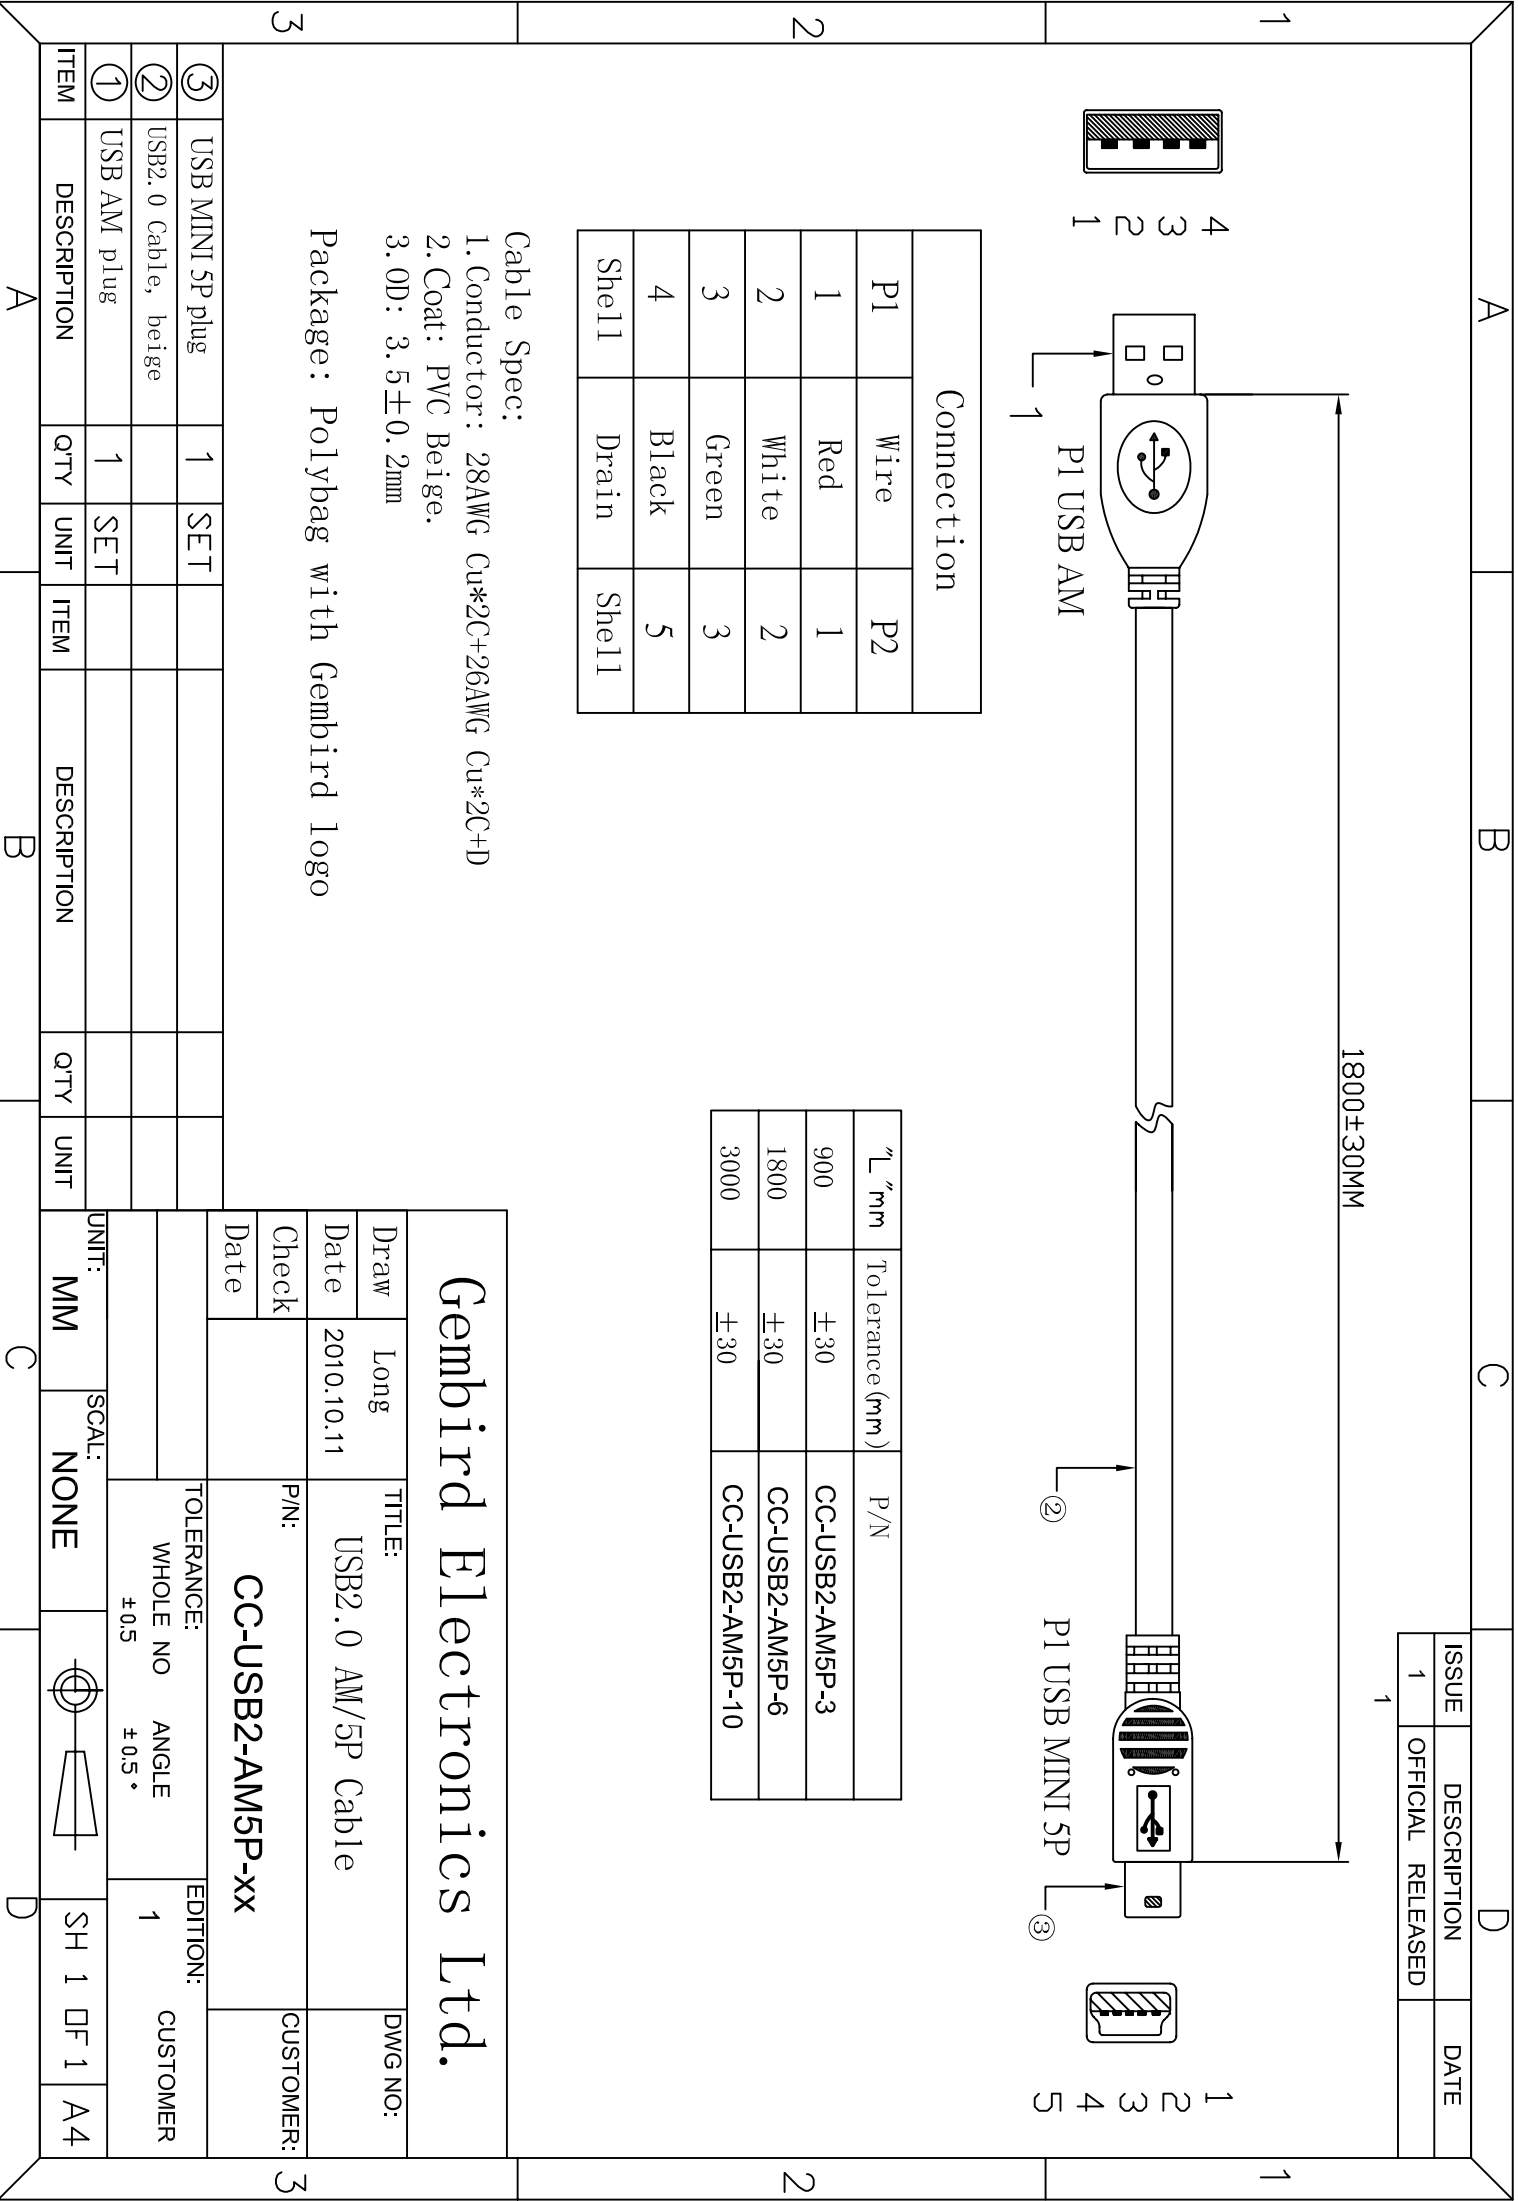 A B C D
1
2
3
ISSUE DESCRIPTION DATE
1 OFFICIAL RELEASED
1
1800±30MM
4
3
2
1
1
P1 USB AM
②
P1 USB MINI 5P
③
1
2
3
4
5
Connection
P1 Wire P2
1 Red 1
2 White 2
3 Green 3
4 Black 5
Shell Drain Shell
"L"mm Tolerance(mm) P/N
900 ±30 CC-USB2-AM5P-3
1800 ±30 CC-USB2-AM5P-6
3000 ±30 CC-USB2-AM5P-10
Cable Spec:
1.Conductor: 28AWG Cu*2C+26AWG Cu*2C+D
2.Coat: PVC Beige.
3.OD: 3.5±0.2mm
Package: Polybag with Gembird logo
③ USB MINI 5P plug 1 SET
② USB2.0 Cable, beige
① USB AM plug 1 SET
ITEM DESCRIPTION Q'TY UNIT ITEM DESCRIPTION Q'TY UNIT
Gembird Electronics Ltd.
Draw Long
Date 2010.10.11
Check
Date
TITLE:
USB2.0 AM/5P Cable
DWG NO:
P/N:
CC-USB2-AM5P-xx
CUSTOMER:
TOLERANCE:
WHOLE NO ANGLE
±0.5 ±0.5°
EDITION:
1
CUSTOMER
UNIT:
MM
SCAL:
NONE
SH 1 OF 1 A4
1
2
3
A B C D